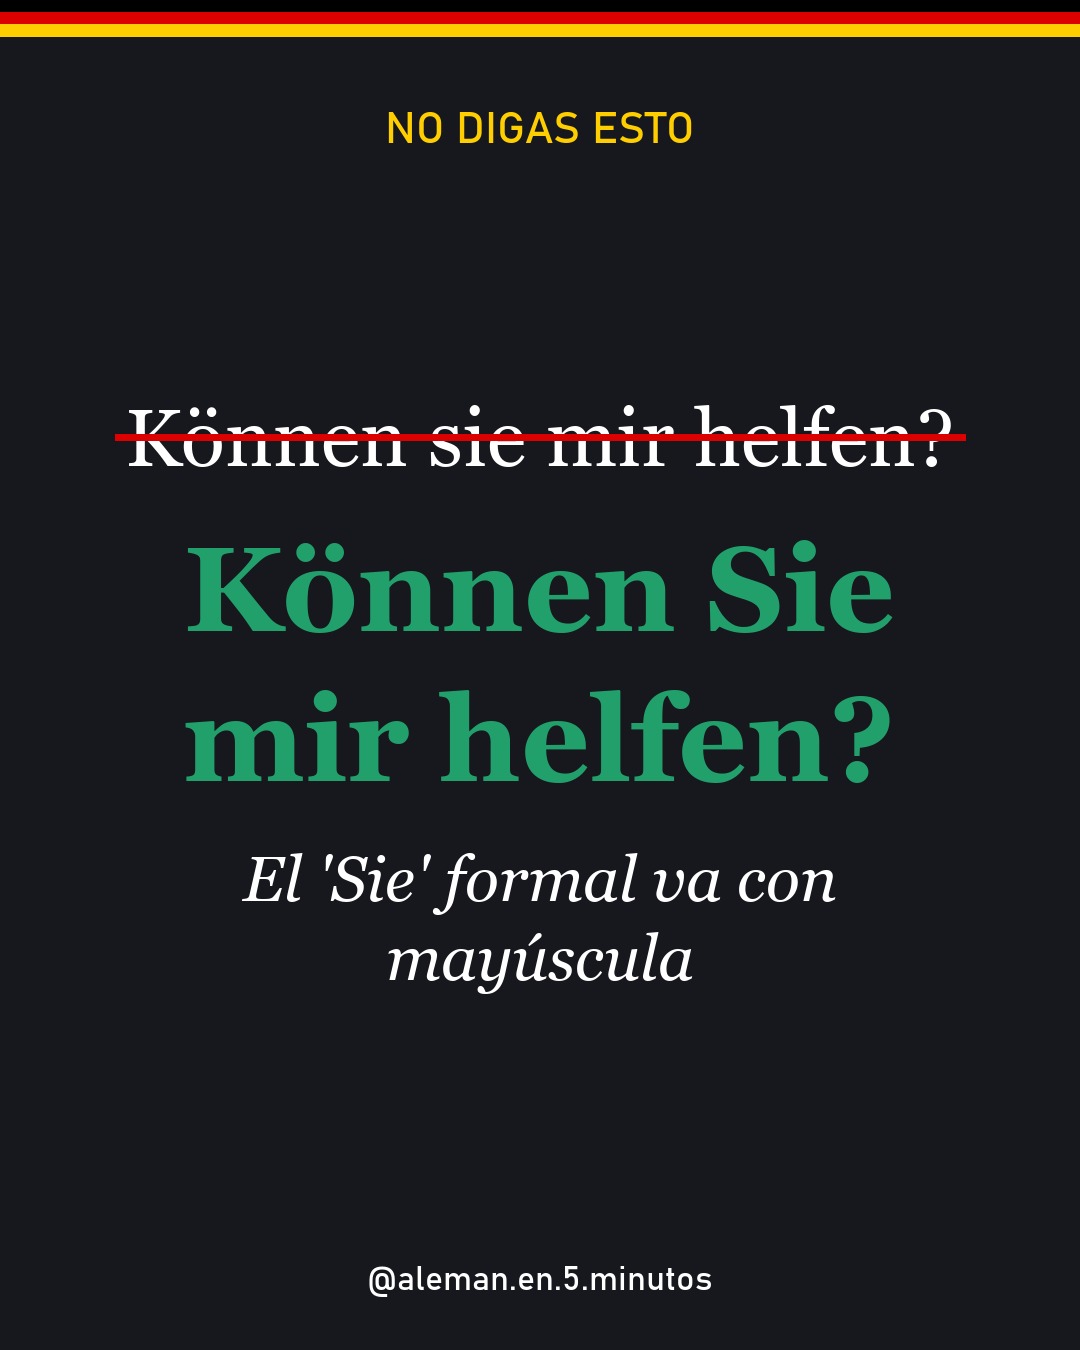 NO DIGAS ESTO
Können sie mir helfen?
Können Sie
mir helfen?
El 'Sie' formal va con
mayúscula
@aleman.en.5.minutos